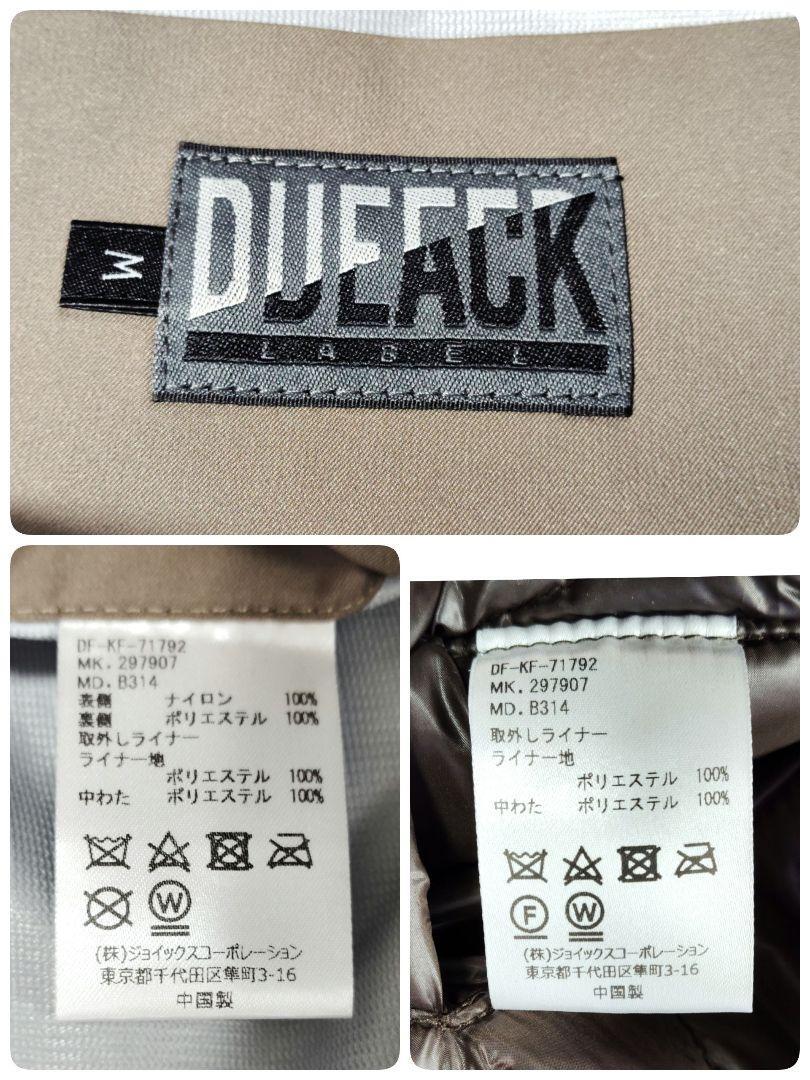 M
DUFFER
BLACK
LABEL
DF-KF-71792
MK. 297907
MD. B314
表側 ナイロン 100%
裏側 ポリエステル 100%
取外しライナー
ライナー地
ポリエステル 100%
中わた ポリエステル 100%
W
(株)ジョイックスコーポレーション
東京都千代田区隼町3-16
中国製
DF-KF-71792
MK. 297907
MD. B314
取外しライナー
ライナー地
ポリエステル 100%
中わた ポリエステル 100%
F W
(株)ジョイックスコーポレーション
東京都千代田区隼町3-16
中国製